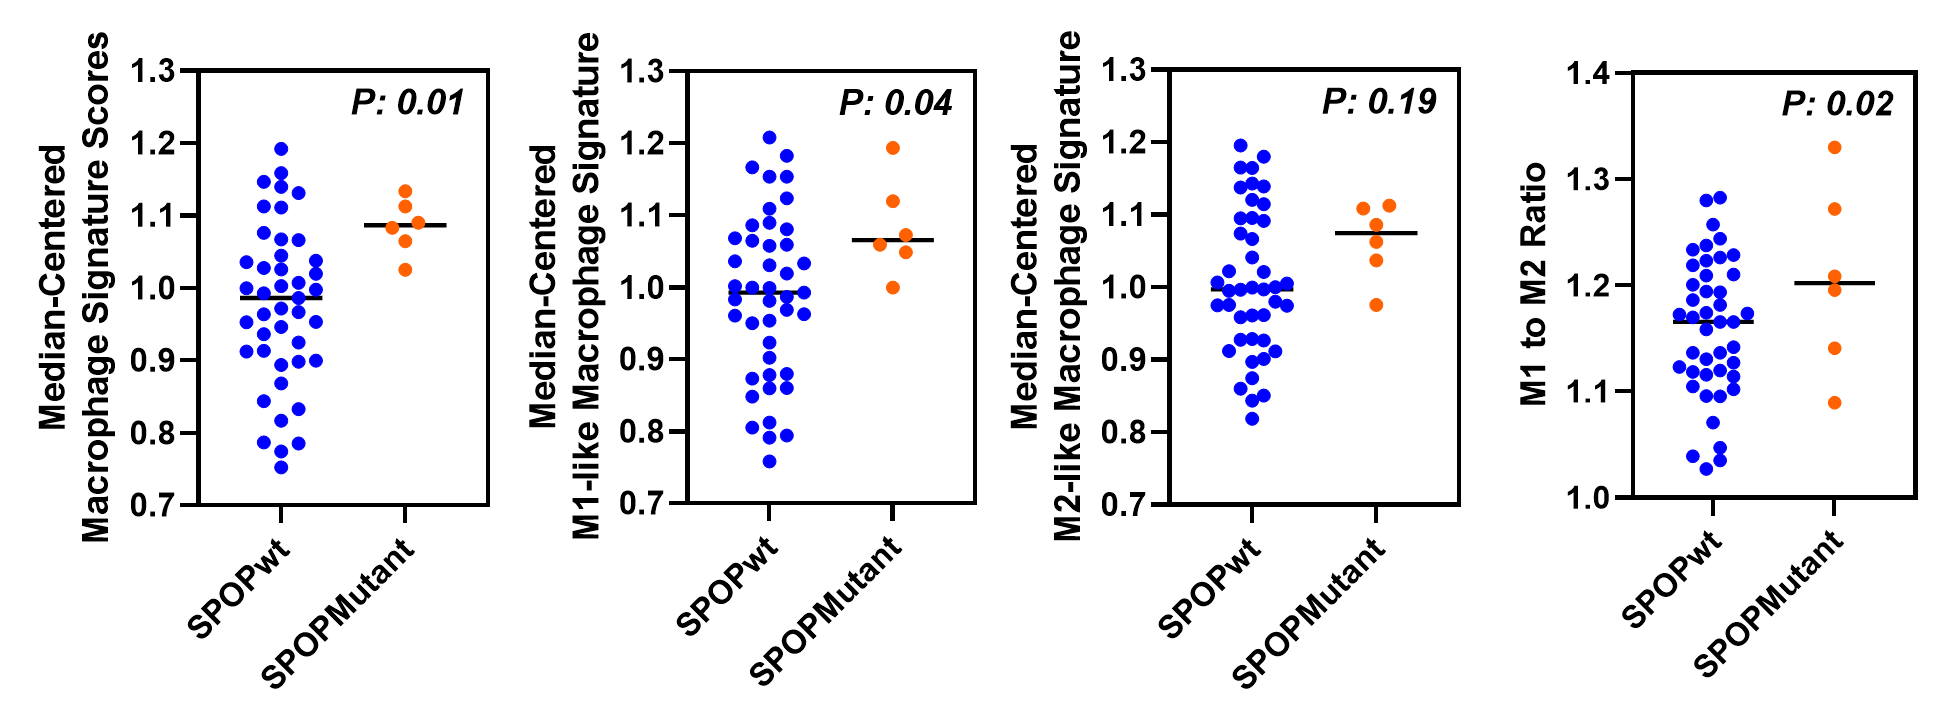 Median-Centered
Macrophage Signature Scores
1.3
1.2
1.1
1.0
0.9
0.8
0.7
P: 0.01
SPOPwt
SPOPMutant
Median-Centered
M1-like Macrophage Signature
1.3
1.2
1.1
1.0
0.9
0.8
0.7
P: 0.04
SPOPwt
SPOPMutant
Median-Centered
M2-like Macrophage Signature
1.3
1.2
1.1
1.0
0.9
0.8
0.7
P: 0.19
SPOPwt
SPOPMutant
M1 to M2 Ratio
1.4
1.3
1.2
1.1
1.0
P: 0.02
SPOPwt
SPOPMutant